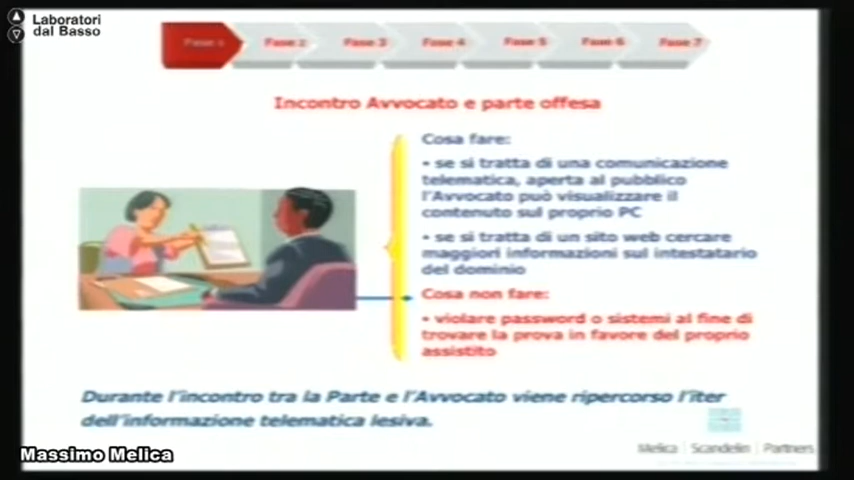 Laboratori
dal Basso
Fase 1
Fase 2
Fase 3
Fase 4
Fase 5
Fase 6
Fase 7
Incontro Avvocato e parte offesa
Cosa fare:
• se si tratta di una comunicazione
telematica, aperta al pubblico
l'Avvocato può visualizzare il
contenuto sul proprio PC
• se si tratta di un sito web cercare
maggiori informazioni sul intestatario
del dominio
Cosa non fare:
• violare password o sistemi al fine di
trovare la prova in favore del proprio
assistito
Durante l'incontro tra la Parte e l'Avvocato viene ripercorso l'iter
dell'informazione telematica lesiva.
Melica | Scandelin | Partners
Massimo Melica